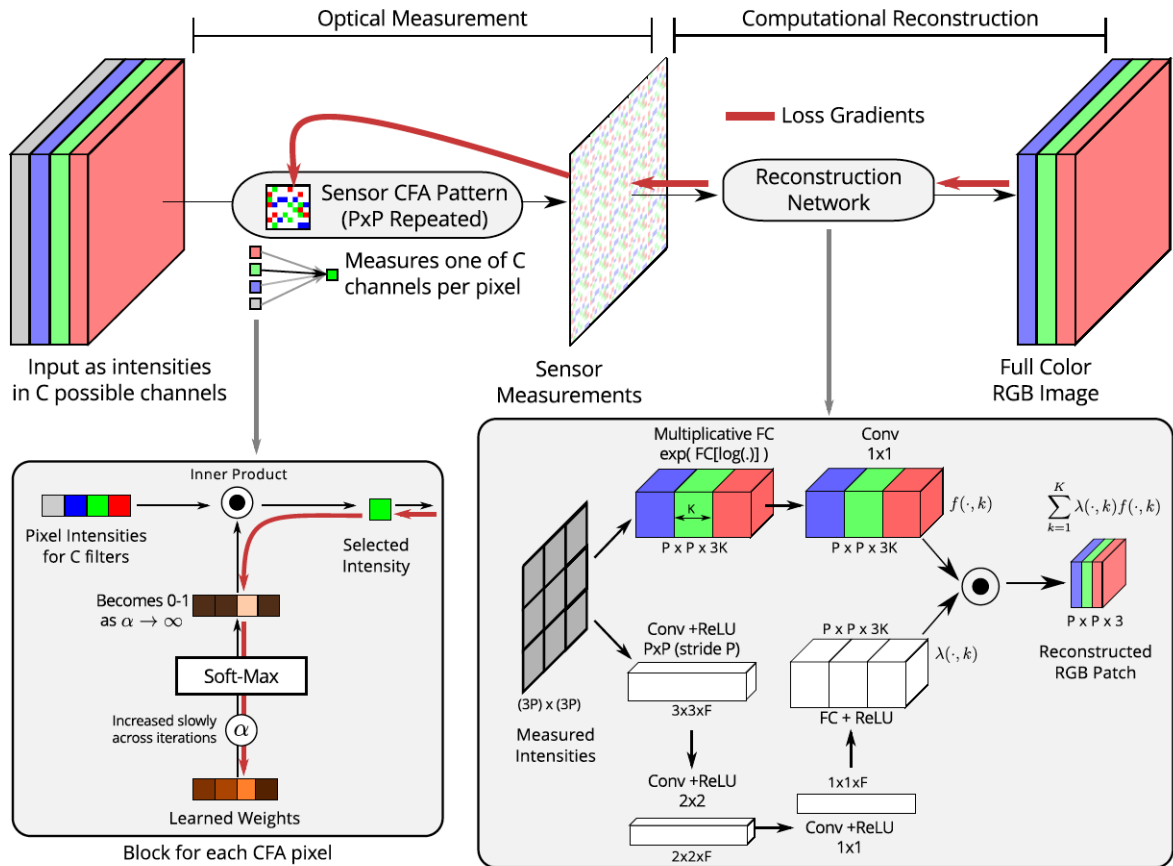 Optical Measurement
Computational Reconstruction
Loss Gradients
Sensor CFA Pattern
(PxP Repeated)
Reconstruction
Network
Measures one of C
channels per pixel
Input as intensities
in C possible channels
Sensor
Measurements
Full Color
RGB Image
Inner Product
Pixel Intensities
for C filters
Selected
Intensity
Becomes 0-1
as α → ∞
Soft-Max
Increased slowly
across iterations
α
Learned Weights
Block for each CFA pixel
Multiplicative FC
exp( FC[log(.)] )
K
P x P x 3K
Conv
1x1
P x P x 3K
f(·, k)
(3P) x (3P)
Measured
Intensities
Conv +ReLU
PxP (stride P)
3x3xF
Conv +ReLU
2x2
2x2xF
1x1xF
Conv +ReLU
1x1
P x P x 3K
FC + ReLU
λ(·, k)
K
∑ λ(·, k)f(·, k)
k=1
P x P x 3
Reconstructed
RGB Patch